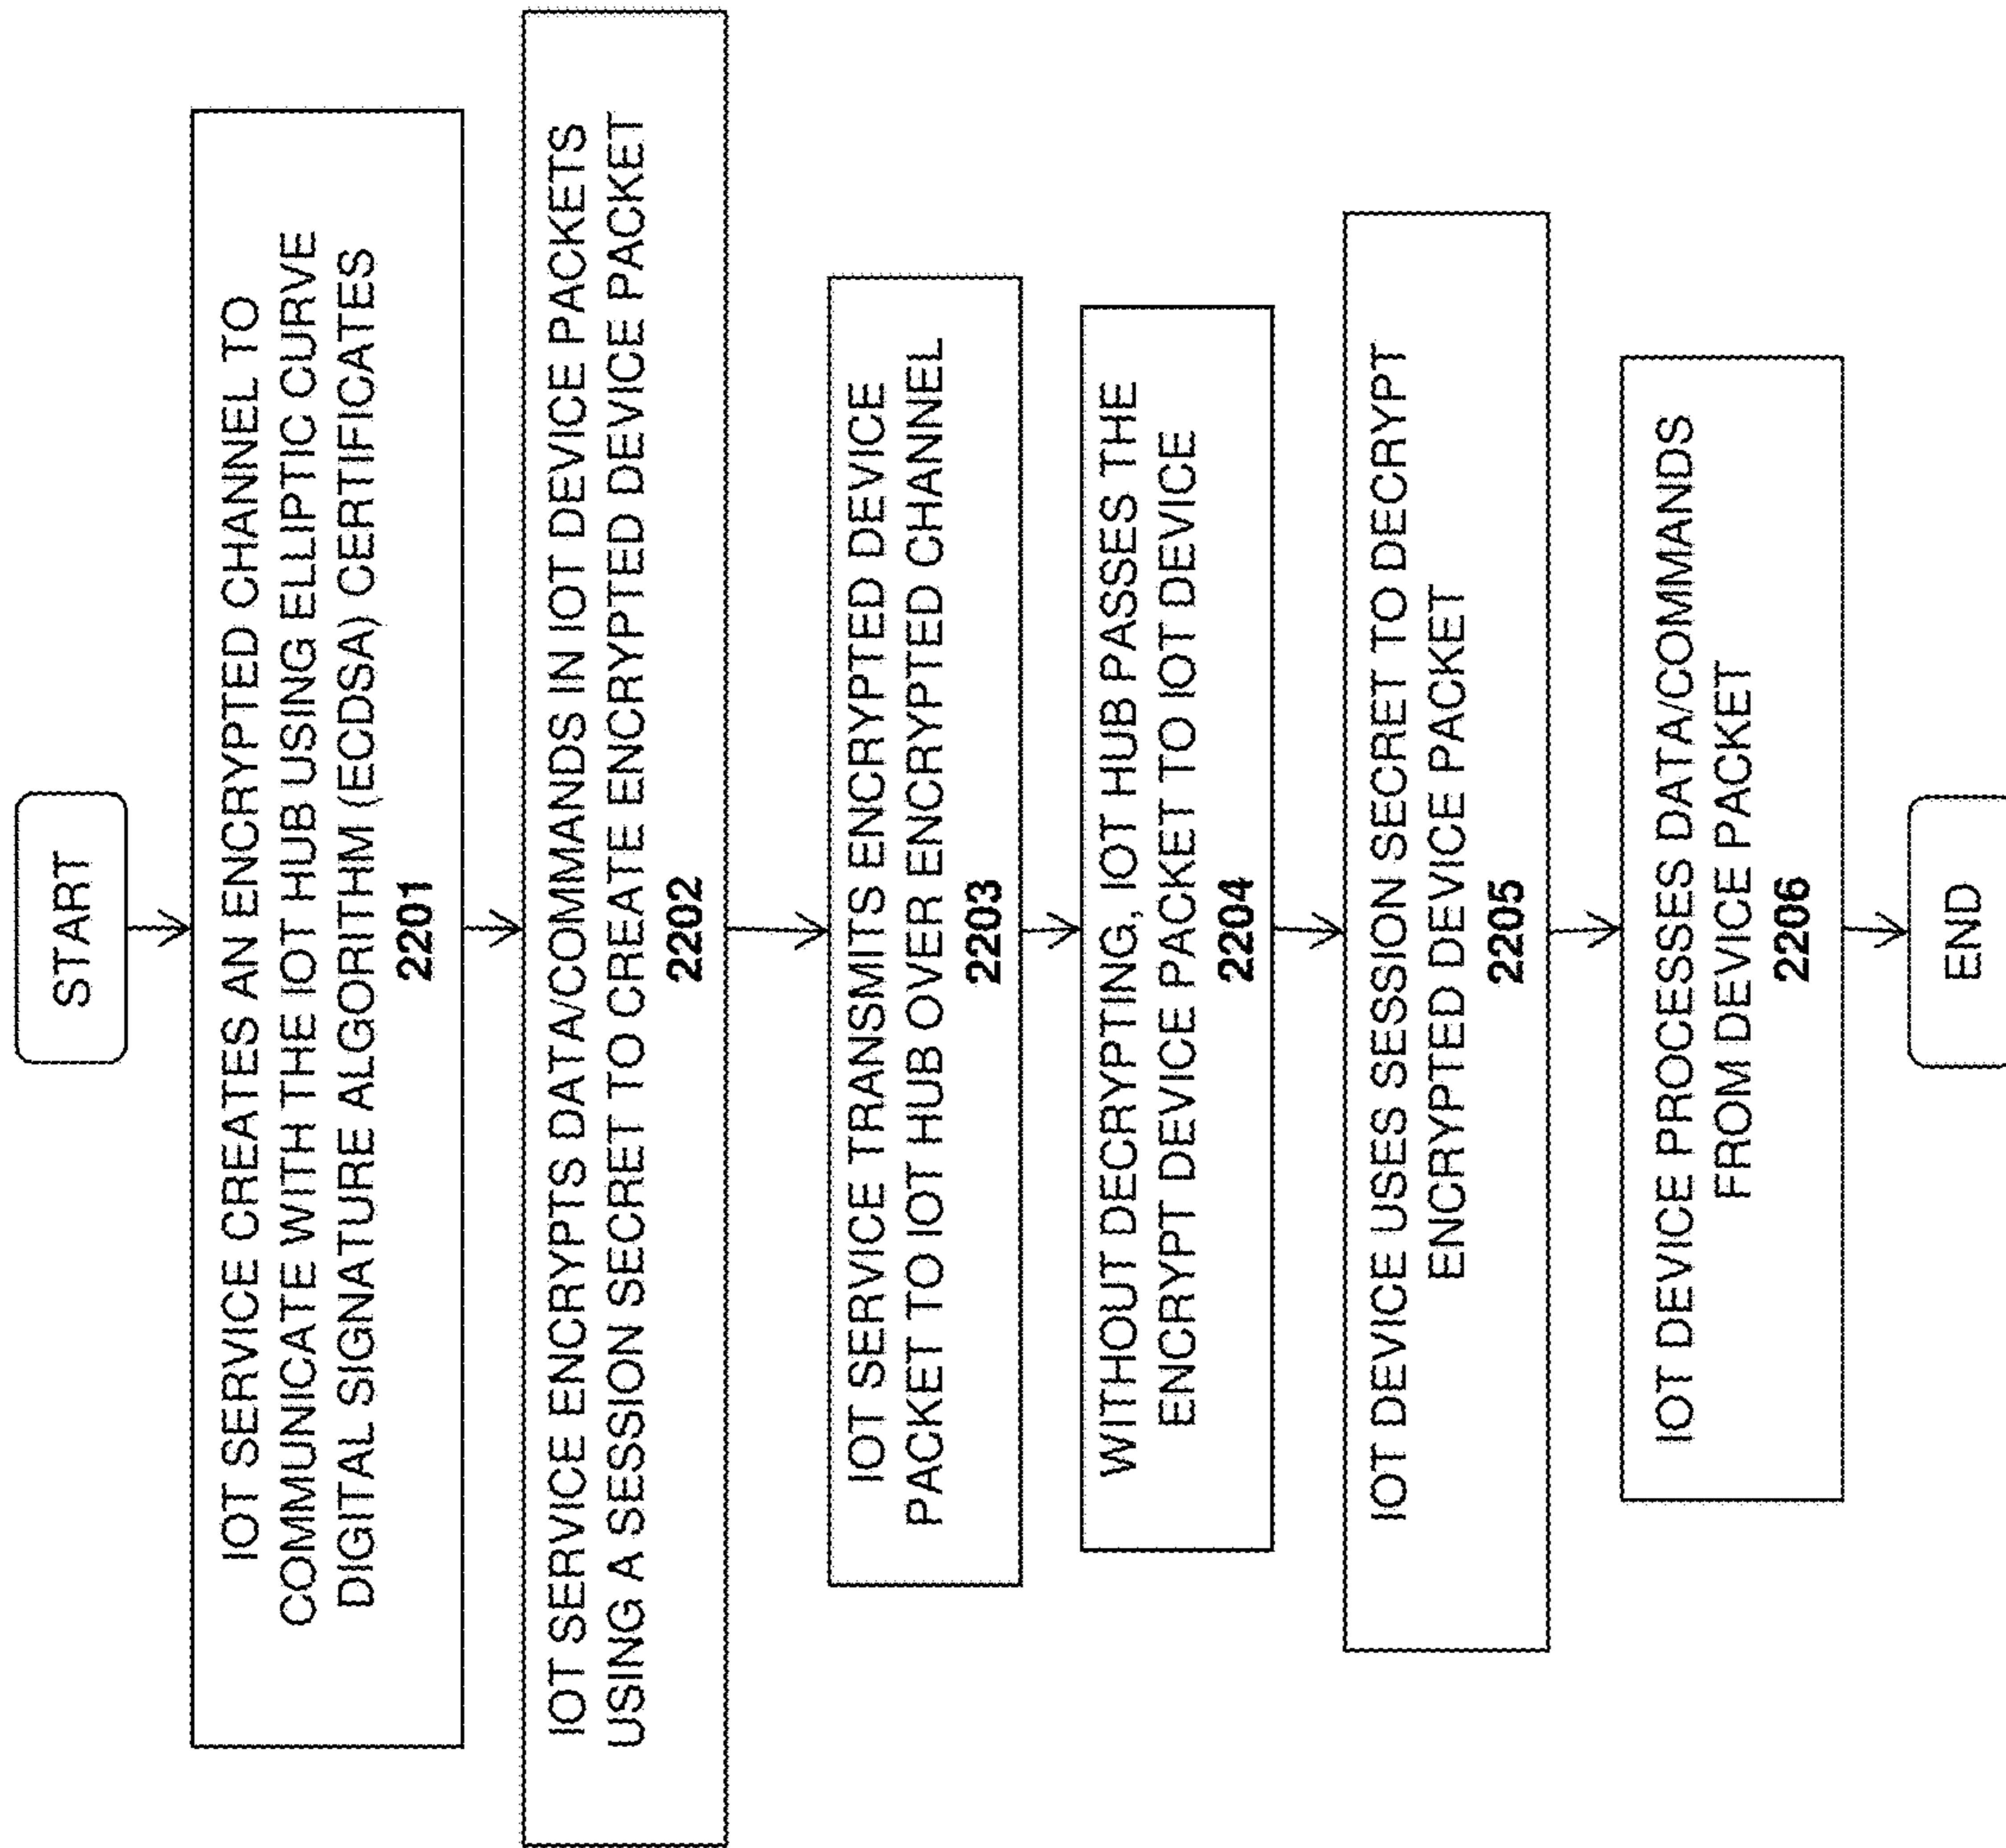 START
IOT SERVICE CREATES AN ENCRYPTED CHANNEL TO
COMMUNICATE WITH THE IOT HUB USING ELLIPTIC CURVE
DIGITAL SIGNATURE ALGORITHM (ECDSA) CERTIFICATES
2201
IOT SERVICE ENCRYPTS DATA/COMMANDS IN IOT DEVICE PACKETS
USING A SESSION SECRET TO CREATE ENCRYPTED DEVICE PACKET
2202
IOT SERVICE TRANSMITS ENCRYPTED DEVICE
PACKET TO IOT HUB OVER ENCRYPTED CHANNEL
2203
WITHOUT DECRYPTING, IOT HUB PASSES THE
ENCRYPT DEVICE PACKET TO IOT DEVICE
2204
IOT DEVICE USES SESSION SECRET TO DECRYPT
ENCRYPTED DEVICE PACKET
2205
IOT DEVICE PROCESSES DATA/COMMANDS
FROM DEVICE PACKET
2206
END